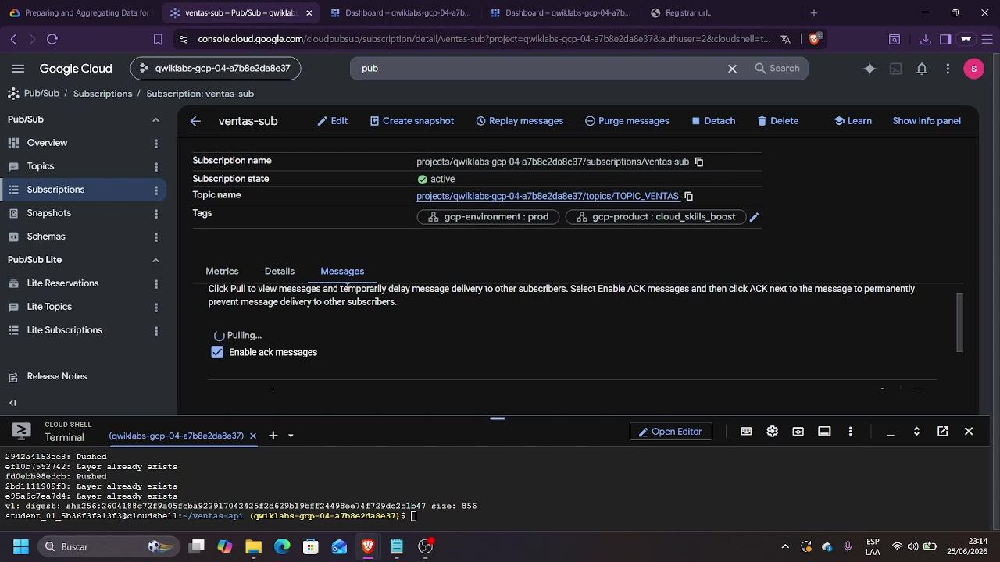 Preparing and Aggregating Data for
ventas-sub – Pub/Sub – qwiklab
Dashboard – qwiklabs-gcp-04-a7b
Dashboard – qwiklabs-gcp-04-a7b
Registrar url..
console.cloud.google.com/cloudpubsub/subscription/detail/ventas-sub?project=qwiklabs-gcp-04-a7b8e2da8e37&authuser=2&cloudshell=t...
2
Google Cloud
qwiklabs-gcp-04-a7b8e2da8e37
pub
Search
S
Pub/Sub / Subscriptions / Subscription: ventas-sub
Pub/Sub
Overview
Topics
Subscriptions
Snapshots
Schemas
Pub/Sub Lite
Lite Reservations
Lite Topics
Lite Subscriptions
Release Notes
ventas-sub
Edit
Create snapshot
Replay messages
Purge messages
Detach
Delete
Learn
Show info panel
Subscription name
projects/qwiklabs-gcp-04-a7b8e2da8e37/subscriptions/ventas-sub
Subscription state
active
Topic name
projects/qwiklabs-gcp-04-a7b8e2da8e37/topics/TOPIC_VENTAS
Tags
gcp-environment : prod
gcp-product : cloud_skills_boost
Metrics
Details
Messages
Click Pull to view messages and temporarily delay message delivery to other subscribers. Select Enable ACK messages and then click ACK next to the message to permanently
prevent message delivery to other subscribers.
Pulling...
Enable ack messages
CLOUD SHELL
Terminal
(qwiklabs-gcp-04-a7b8e2da8e37)
Open Editor
2942a4153ee8: Pushed
ef10b7552742: Layer already exists
fd0ebb98edcb: Pushed
2bd1111909f3: Layer already exists
e95a6c7ea7d4: Layer already exists
v1: digest: sha256:2604188c72f9a05fcba922917042425f2d629b19bff24498ee74f729dc2c1b47 size: 856
student_01_5b36f3fa1f3f@cloudshell:~/ventas-api (qwiklabs-gcp-04-a7b8e2da8e37)$
Buscar
ESP
LAA
23:14
25/06/2026